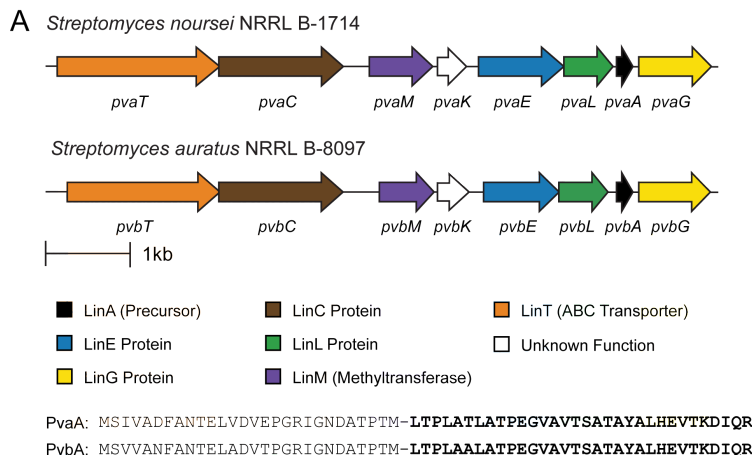 A
Streptomyces noursei NRRL B-1714
pvaT pvaC pvaM pvaK pvaE pvaL pvaA pvaG
Streptomyces auratus NRRL B-8097
pvbT pvbC pvbM pvbK pvbE pvbL pvbA pvbG
1kb
LinA (Precursor) LinC Protein LinT (ABC Transporter)
LinE Protein LinL Protein Unknown Function
LinG Protein LinM (Methyltransferase)
PvaA: MSIVADFANTELVDVEPGRIGNDATPTM-LTPLATLATPEGVAVTSATAYALHEVTKDIQR
PvbA: MSVVANFANTELADVTPGRIGNDATPTM-LTPLAALATPEGVAVTSATAYALHEVTKDIQR